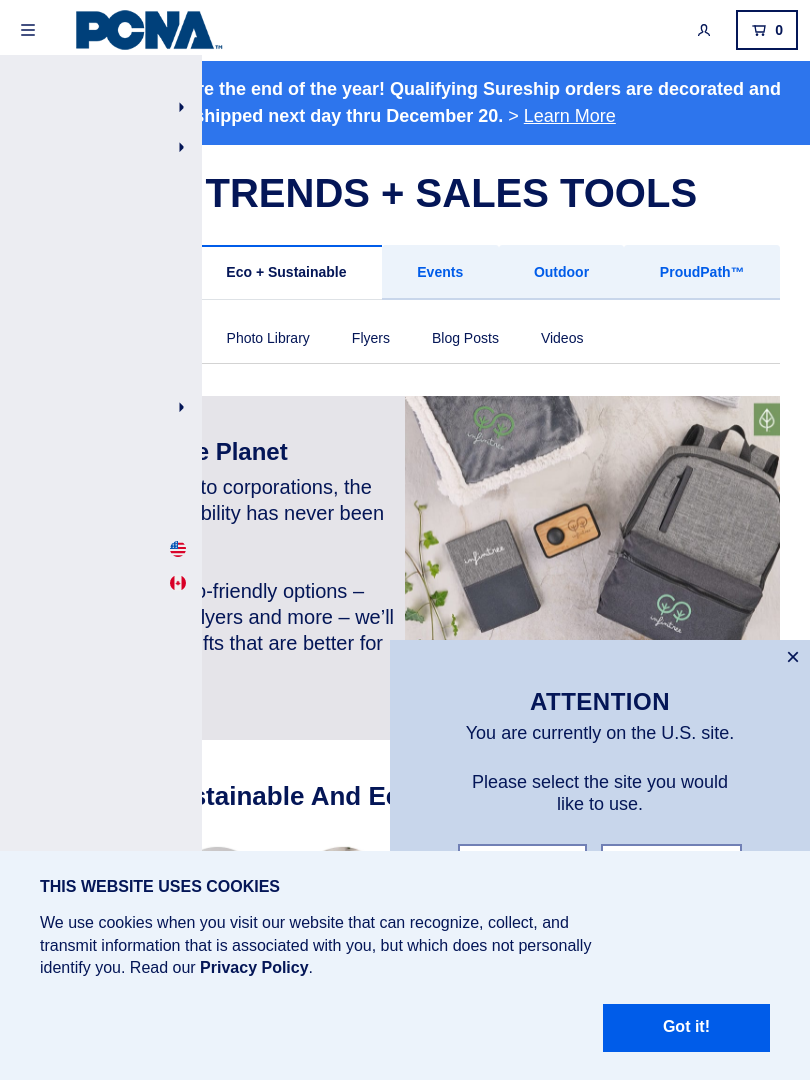 PCNA™
0
re the end of the year! Qualifying Sureship orders are decorated and
shipped next day thru December 20. > Learn More
TRENDS + SALES TOOLS
Eco + Sustainable
Events
Outdoor
ProudPath™
Photo Library
Flyers
Blog Posts
Videos
e Planet
to corporations, the
bility has never been
o-friendly options –
lyers and more – we’ll
fts that are better for
infinitree
infinitree
infinitree
infinitree
×
ATTENTION
You are currently on the U.S. site.
Please select the site you would
like to use.
stainable And Ec
THIS WEBSITE USES COOKIES
We use cookies when you visit our website that can recognize, collect, and
transmit information that is associated with you, but which does not personally
identify you. Read our Privacy Policy.
Got it!